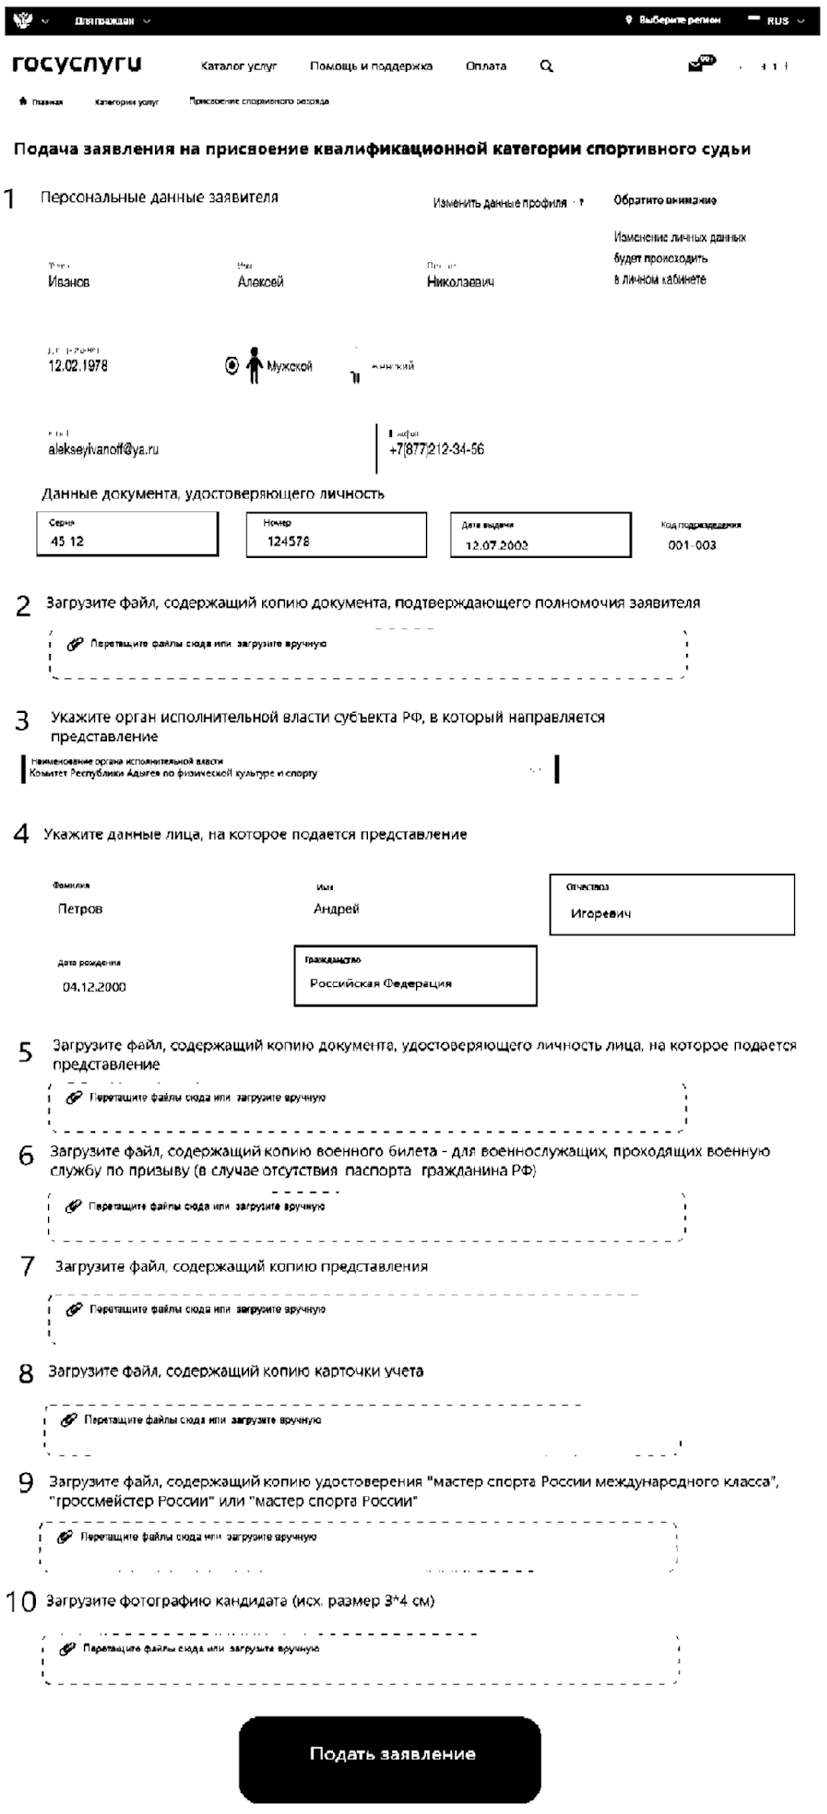 Для граждан
Выберите регион
RUS
госуслуги
Каталог услуг
Помощь и поддержка
Оплата
Главная
Категории услуг
Присвоение спортивного разряда
Подача заявления на присвоение квалификационной категории спортивного судьи
1 Персональные данные заявителя
Изменить данные профиля
Обратите внимание
Изменение личных данных
будет происходить
в личном кабинете
Иванов
Алексей
Николаевич
12.02.1978
Мужской
alekseyivanoff@ya.ru
+7(877)212-34-56
Данные документа, удостоверяющего личность
Серия
45 12
Номер
124578
Дата выдачи
12.07.2002
Код подразделения
001-003
2 Загрузите файл, содержащий копию документа, подтверждающего полномочия заявителя
Перетащите файлы сюда или загрузите вручную
3 Укажите орган исполнительной власти субъекта РФ, в который направляется
представление
Наименование органа исполнительной власти
Комитет Республики Адыгея по физической культуре и спорту
4 Укажите данные лица, на которое подается представление
Фамилия
Петров
Имя
Андрей
Отчество
Игоревич
Дата рождения
04.12.2000
Гражданство
Российская Федерация
5 Загрузите файл, содержащий копию документа, удостоверяющего личность лица, на которое подается
представление
Перетащите файлы сюда или загрузите вручную
6 Загрузите файл, содержащий копию военного билета - для военнослужащих, проходящих военную
службу по призыву (в случае отсутствия паспорта гражданина РФ)
Перетащите файлы сюда или загрузите вручную
7 Загрузите файл, содержащий копию представления
Перетащите файлы сюда или загрузите вручную
8 Загрузите файл, содержащий копию карточки учета
Перетащите файлы сюда или загрузите вручную
9 Загрузите файл, содержащий копию удостоверения "мастер спорта России международного класса",
"гроссмейстер России" или "мастер спорта России"
Перетащите файлы сюда или загрузите вручную
10 Загрузите фотографию кандидата (исх. размер 3*4 см)
Перетащите файлы сюда или загрузите вручную
Подать заявление